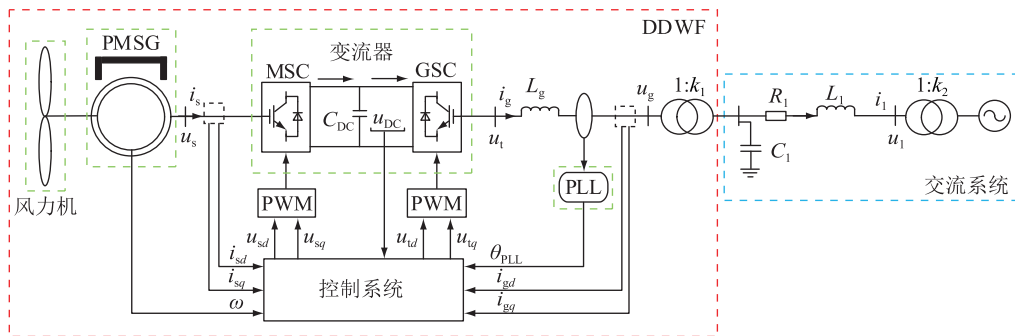 DDWF
PMSG
变流器
MSC
GSC
i_s
u_s
C_DC
u_DC
i_g
L_g
u_t
u_g
1:k_1
R_1
L_1
i_1
1:k_2
u_1
C_1
PLL
交流系统
风力机
PWM
PWM
u_sd
u_sq
u_td
u_tq
i_sd
i_sq
ω
控制系统
θ_PLL
i_gd
i_gq